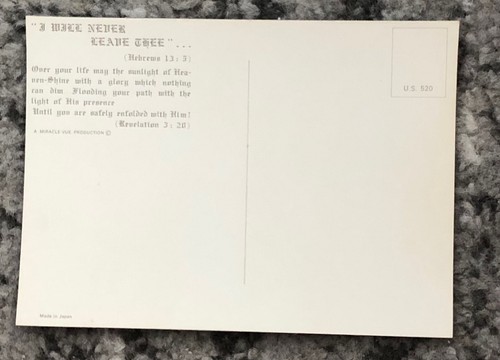 "I WILL NEVER
LEAVE THEE"...
(Hebrews 13: 5)
Over your life may the sunlight of Hea-
ven-Shine with a glory which nothing
can dim. Flooding your path with the
light of His presence
Until you are safely enfolded with Him!
(Revelation 3: 20)
A MIRACLE-VUE PRODUCTION ©
U.S. 520
Made in Japan